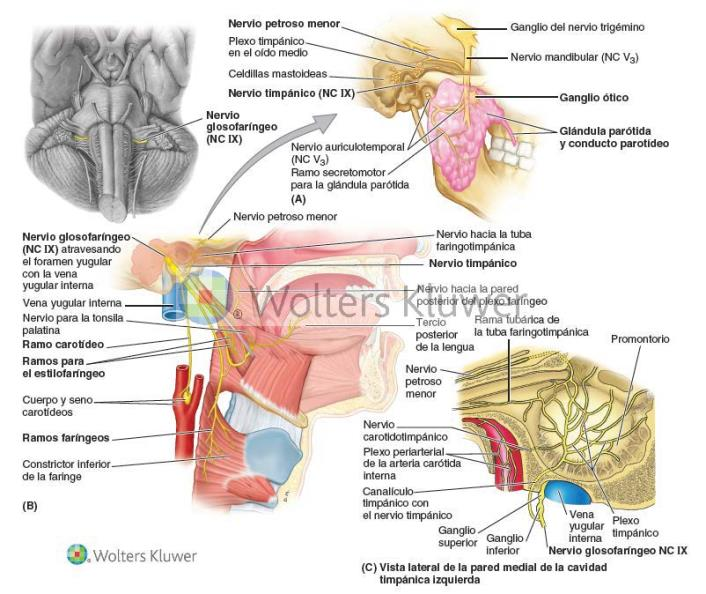 Nervio petroso menor
Plexo timpánico
en el oído medio
Celdillas mastoideas
Nervio timpánico (NC IX)
Ganglio del nervio trigémino
Nervio mandibular (NC V₃)
Ganglio ótico
Glándula parótida
y conducto parotídeo
Nervio
glosofaríngeo
(NC IX)
Nervio auriculotemporal
(NC V₃)
Ramo secretomotor
para la glándula parótida
(A)
Nervio petroso menor
Nervio glosofaríngeo
(NC IX) atravesando
el foramen yugular
con la vena
yugular interna
Vena yugular interna
Nervio para la tonsila
palatina
Ramo carotídeo
Ramos para
el estilofaríngeo
Cuerpo y seno
carotídeos
Ramos faríngeos
Constrictor inferior
de la faringe
(B)
Nervio hacia la tuba
faringotimpánica
Nervio timpánico
Nervio hacia la pared
posterior del plexo faríngeo
Tercio
posterior
de la lengua
Wolters Kluwer
Rama tubárica de
la tuba faringotimpánica
Promontorio
Nervio
petroso
menor
Nervio
carotidotimpánico
Plexo periarterial
de la arteria carótida
interna
Canalículo
timpánico con
el nervio timpánico
Ganglio
superior
Ganglio
inferior
Vena
yugular
interna
Plexo
timpánico
Nervio glosofaríngeo NC IX
(C) Vista lateral de la pared medial de la cavidad
timpánica izquierda
Wolters Kluwer